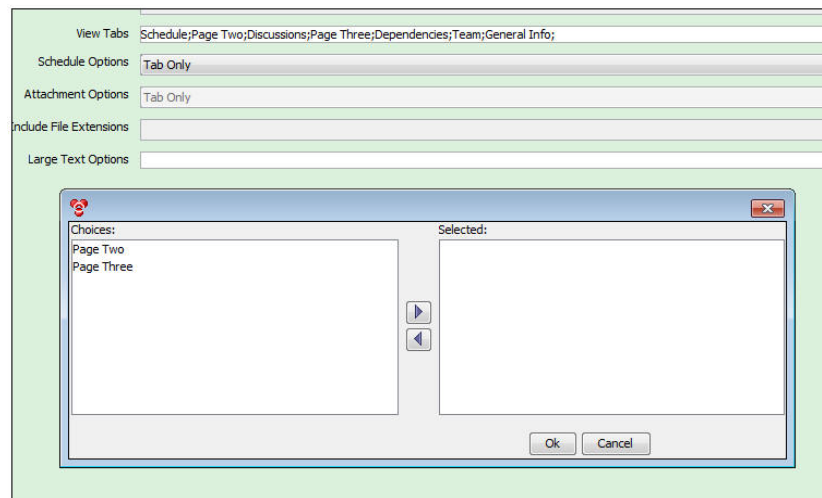 View Tabs Schedule;Page Two;Discussions;Page Three;Dependencies;Team;General Info;
Schedule Options Tab Only
Attachment Options Tab Only
Include File Extensions
Large Text Options
Choices: Selected:
Page Two
Page Three
Ok Cancel